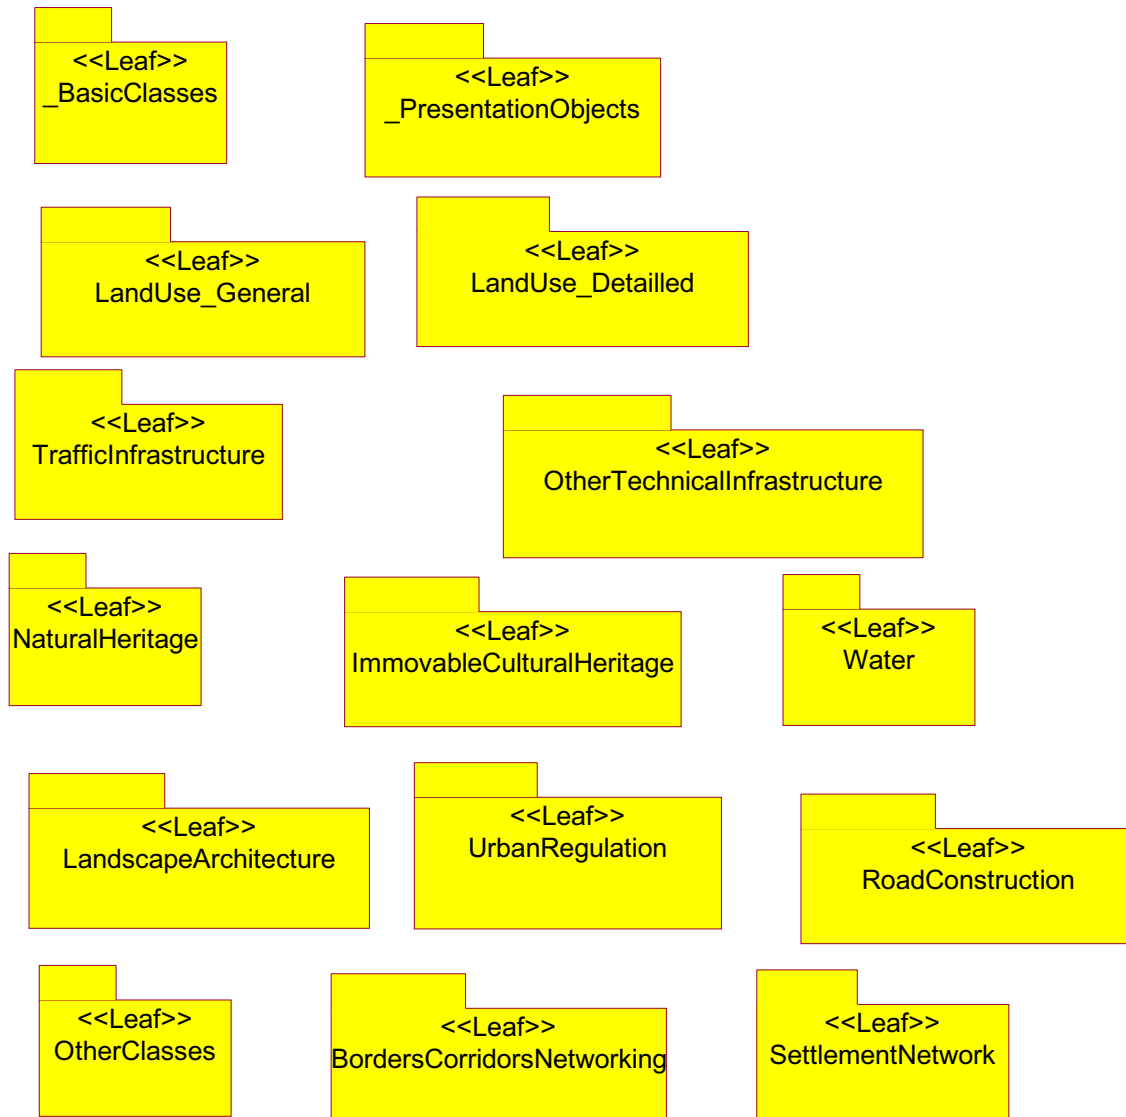 <<Leaf>>
_BasicClasses
<<Leaf>>
_PresentationObjects
<<Leaf>>
LandUse_General
<<Leaf>>
LandUse_Detailled
<<Leaf>>
TrafficInfrastructure
<<Leaf>>
OtherTechnicalInfrastructure
<<Leaf>>
NaturalHeritage
<<Leaf>>
ImmovableCulturalHeritage
<<Leaf>>
Water
<<Leaf>>
LandscapeArchitecture
<<Leaf>>
UrbanRegulation
<<Leaf>>
RoadConstruction
<<Leaf>>
OtherClasses
<<Leaf>>
BordersCorridorsNetworking
<<Leaf>>
SettlementNetwork